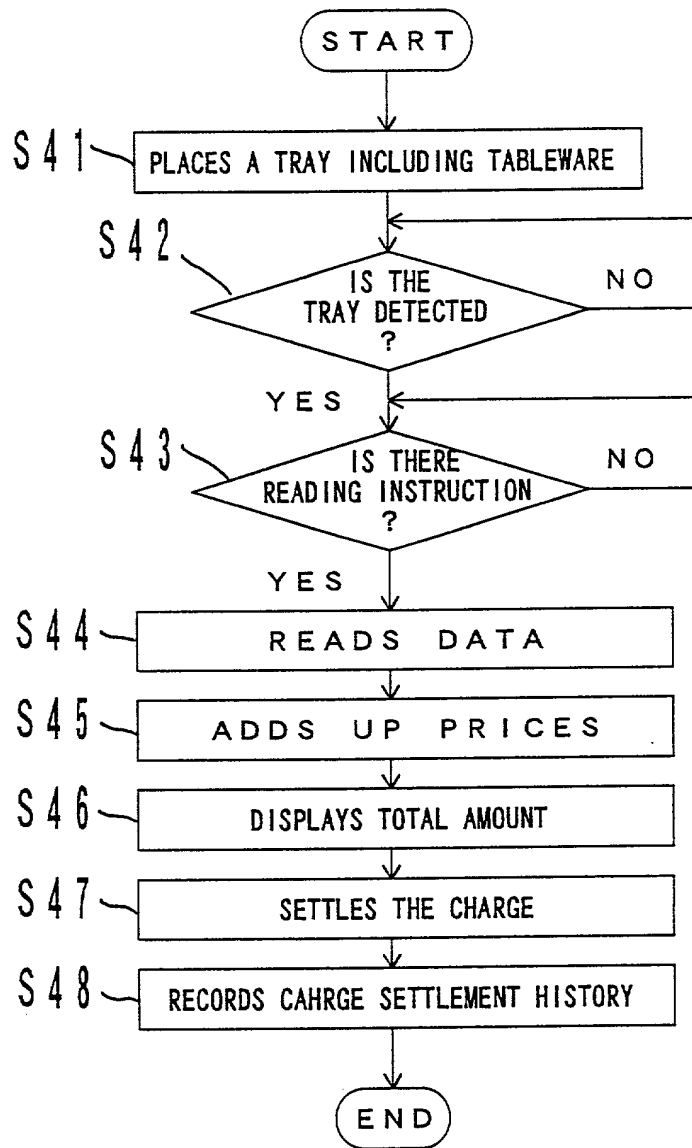 START
S41
PLACES A TRAY INCLUDING TABLEWARE
S42
IS THE
TRAY DETECTED
?
NO
YES
S43
IS THERE
READING INSTRUCTION
?
NO
YES
S44
READS DATA
S45
ADDS UP PRICES
S46
DISPLAYS TOTAL AMOUNT
S47
SETTLES THE CHARGE
S48
RECORDS CAHRGE SETTLEMENT HISTORY
END